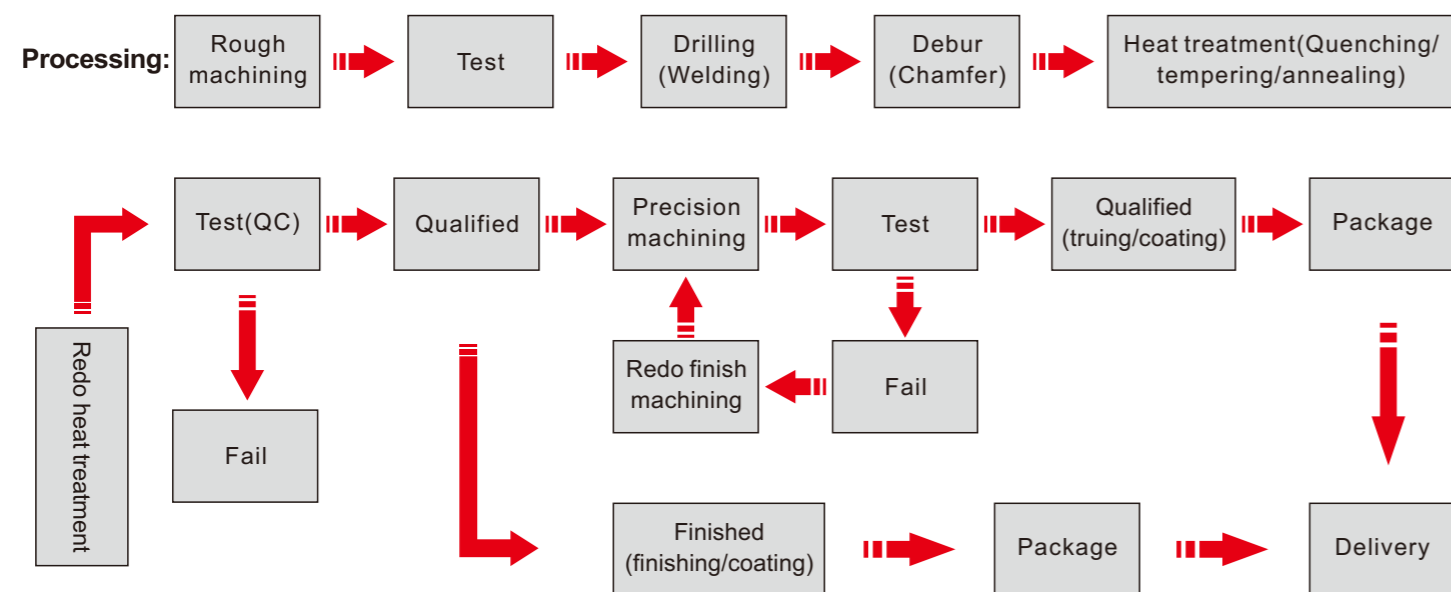 Processing:
Rough
machining
Test
Drilling
(Welding)
Debur
(Chamfer)
Heat treatment(Quenching/
tempering/annealing)
Test(QC)
Qualified
Precision
machining
Test
Qualified
(truing/coating)
Package
Redo heat treatment
Fail
Redo finish
machining
Fail
Finished
(finishing/coating)
Package
Delivery